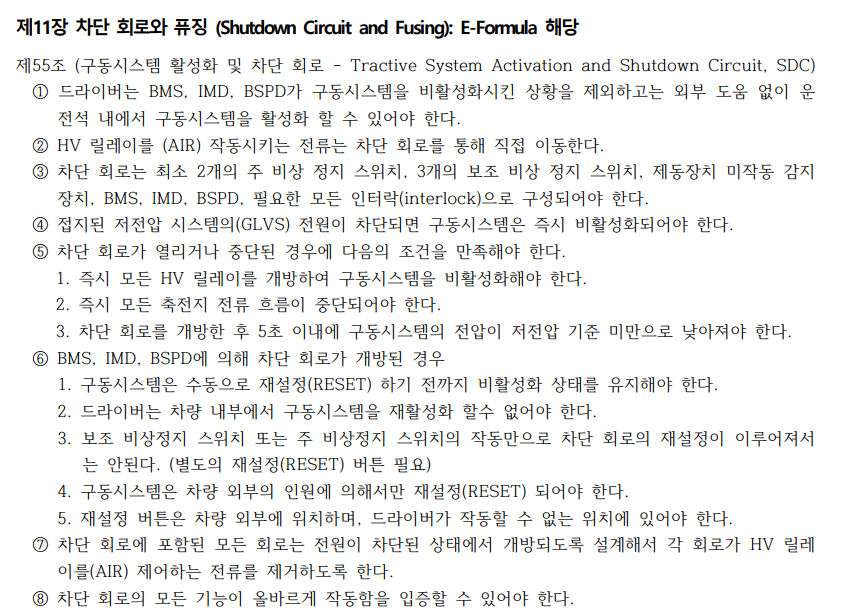 제11장 차단 회로와 퓨징 (Shutdown Circuit and Fusing): E-Formula 해당
제55조 (구동시스템 활성화 및 차단 회로 - Tractive System Activation and Shutdown Circuit, SDC)
① 드라이버는 BMS, IMD, BSPD가 구동시스템을 비활성화시킨 상황을 제외하고는 외부 도움 없이 운
전석 내에서 구동시스템을 활성화 할 수 있어야 한다.
② HV 릴레이를 (AIR) 작동시키는 전류는 차단 회로를 통해 직접 이동한다.
③ 차단 회로는 최소 2개의 주 비상 정지 스위치, 3개의 보조 비상 정지 스위치, 제동장치 미작동 감지
장치, BMS, IMD, BSPD, 필요한 모든 인터락(interlock)으로 구성되어야 한다.
④ 접지된 저전압 시스템의(GLVS) 전원이 차단되면 구동시스템은 즉시 비활성화되어야 한다.
⑤ 차단 회로가 열리거나 중단된 경우에 다음의 조건을 만족해야 한다.
1. 즉시 모든 HV 릴레이를 개방하여 구동시스템을 비활성화해야 한다.
2. 즉시 모든 축전지 전류 흐름이 중단되어야 한다.
3. 차단 회로를 개방한 후 5초 이내에 구동시스템의 전압이 저전압 기준 미만으로 낮아져야 한다.
⑥ BMS, IMD, BSPD에 의해 차단 회로가 개방된 경우
1. 구동시스템은 수동으로 재설정(RESET) 하기 전까지 비활성화 상태를 유지해야 한다.
2. 드라이버는 차량 내부에서 구동시스템을 재활성화 할수 없어야 한다.
3. 보조 비상정지 스위치 또는 주 비상정지 스위치의 작동만으로 차단 회로의 재설정이 이루어져서
는 안된다. (별도의 재설정(RESET) 버튼 필요)
4. 구동시스템은 차량 외부의 인원에 의해서만 재설정(RESET) 되어야 한다.
5. 재설정 버튼은 차량 외부에 위치하며, 드라이버가 작동할 수 없는 위치에 있어야 한다.
⑦ 차단 회로에 포함된 모든 회로는 전원이 차단된 상태에서 개방되도록 설계해서 각 회로가 HV 릴레
이를(AIR) 제어하는 전류를 제거하도록 한다.
⑧ 차단 회로의 모든 기능이 올바르게 작동함을 입증할 수 있어야 한다.